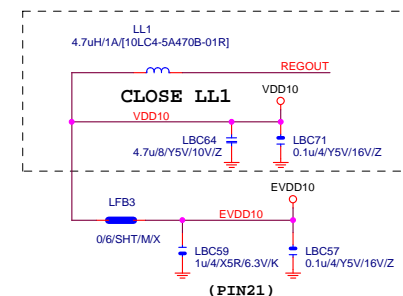 LL1
4.7uH/1A/[10LC4-5A470B-01R]
REGOUT
CLOSE LL1
VDD10
VDD10
LBC64
4.7u/8/Y5V/10V/Z
LBC71
0.1u/4/Y5V/16V/Z
EVDD10
LFB3
EVDD10
0/6/SHT/M/X
LBC59
1u/4/X5R/6.3V/K
LBC57
0.1u/4/Y5V/16V/Z
(PIN21)